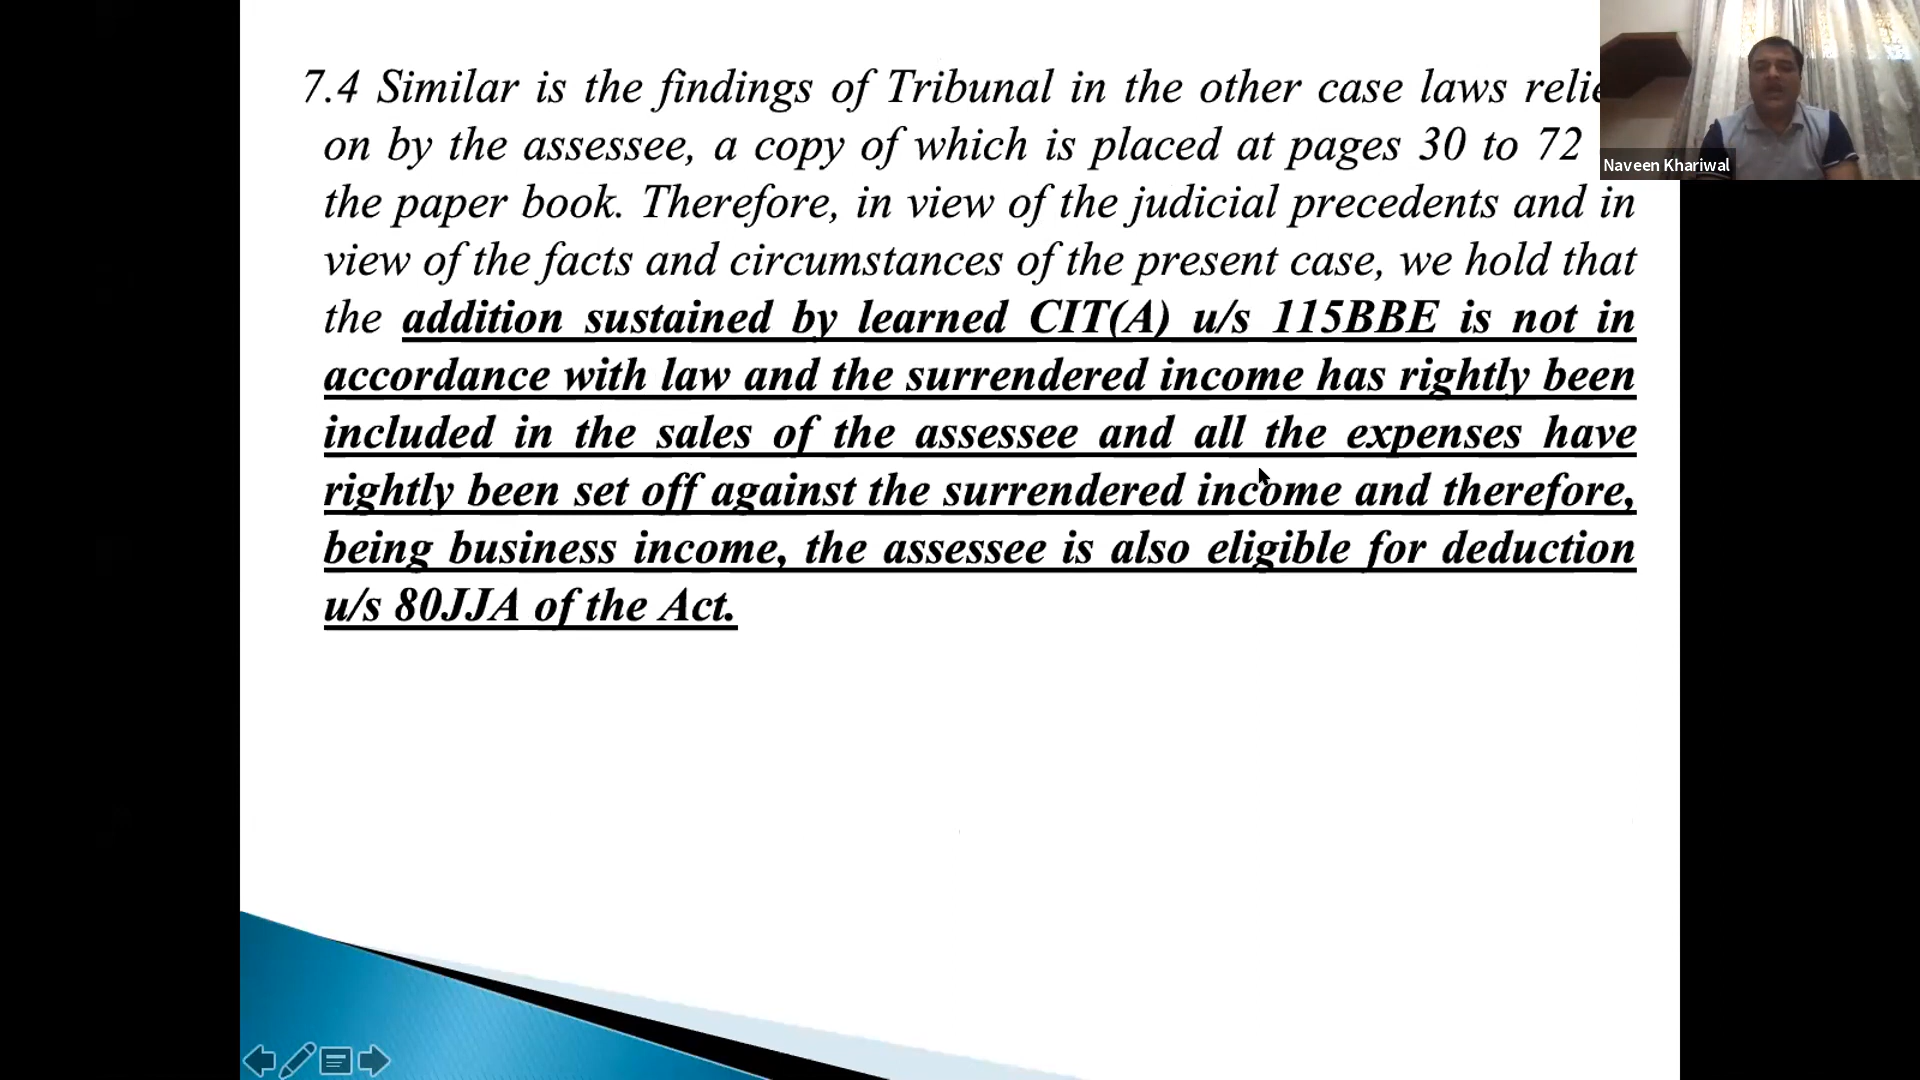 7.4 Similar is the findings of Tribunal in the other case laws
on by the assessee, a copy of which is placed at pages 30 to 72
the paper book. Therefore, in view of the judicial precedents and in
view of the facts and circumstances of the present case, we hold that
the addition sustained by learned CIT(A) u/s 115BBE is not in
accordance with law and the surrendered income has rightly been
included in the sales of the assessee and all the expenses have
rightly been set off against the surrendered income and therefore,
being business income, the assessee is also eligible for deduction
u/s 80JJA of the Act.
Naveen Khariwal